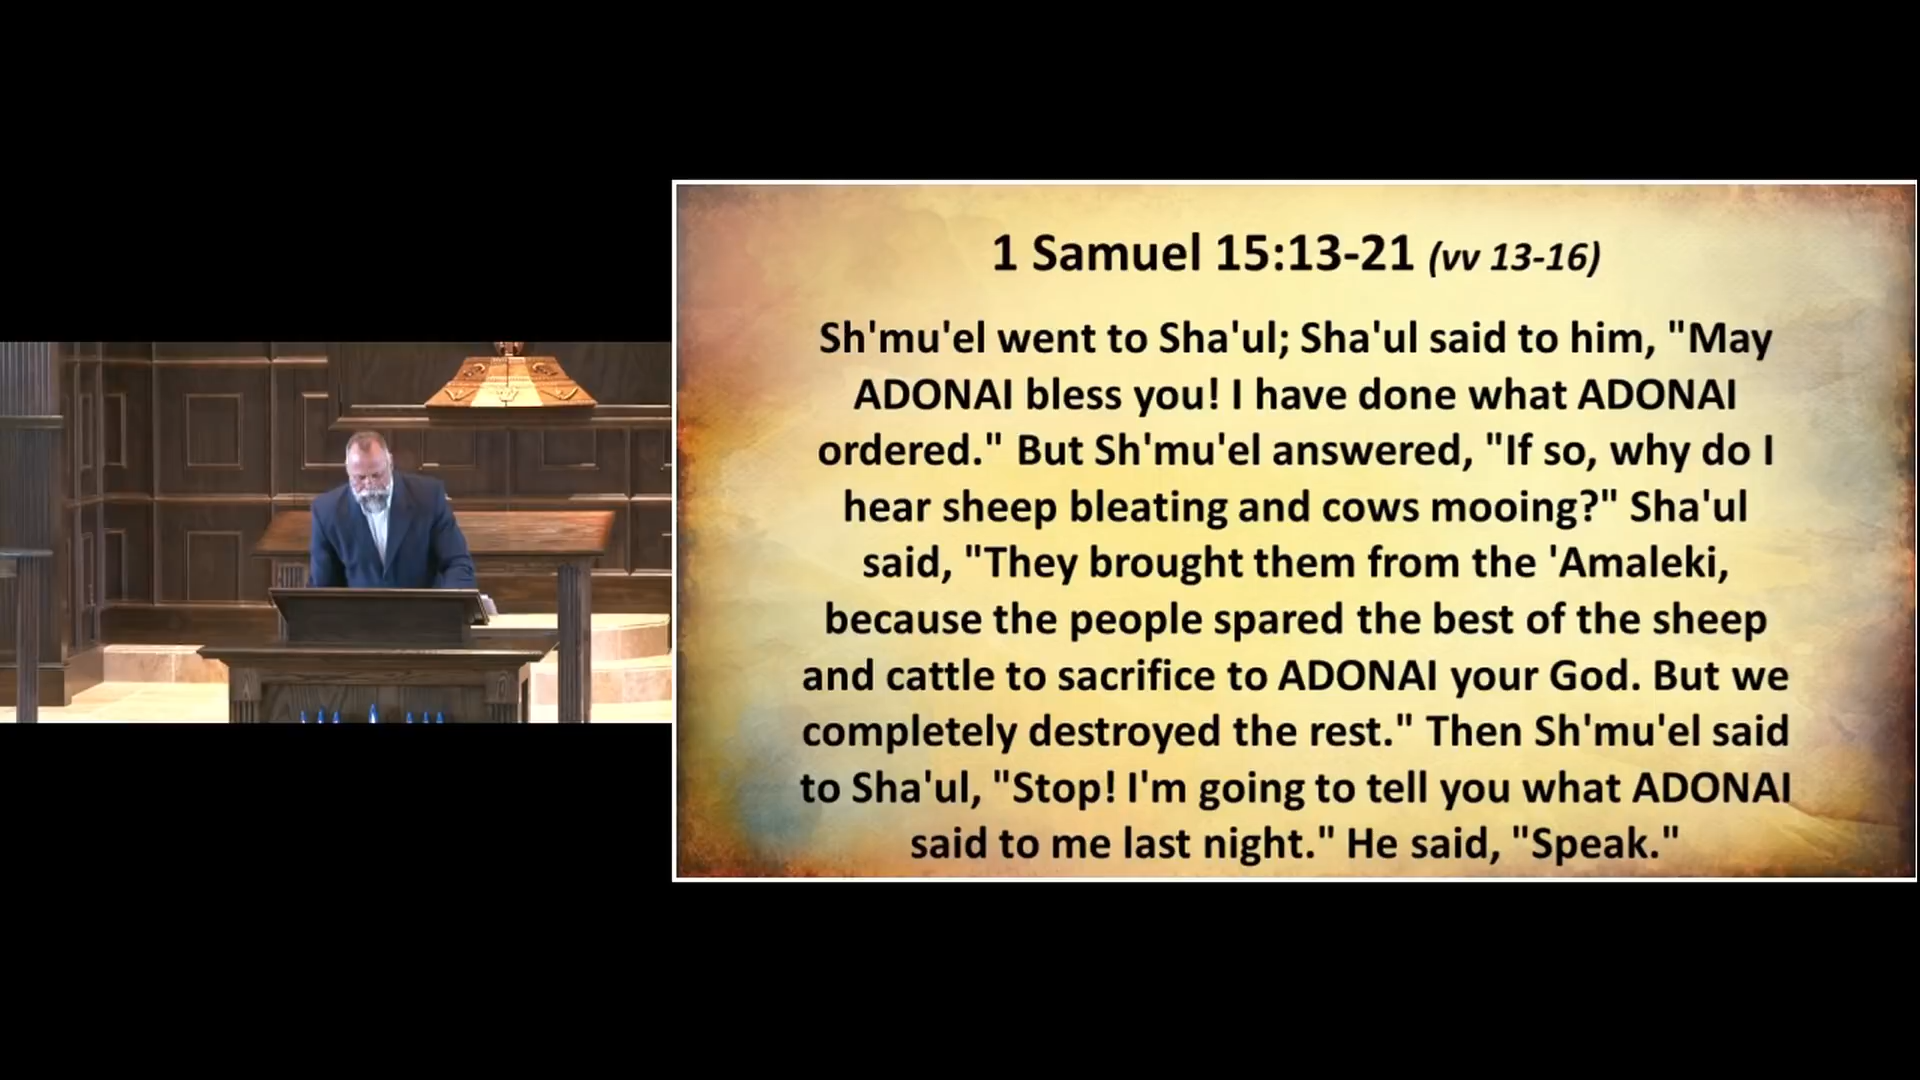 1 Samuel 15:13-21 (vv 13-16)
Sh'mu'el went to Sha'ul; Sha'ul said to him, "May
ADONAI bless you! I have done what ADONAI
ordered." But Sh'mu'el answered, "If so, why do I
hear sheep bleating and cows mooing?" Sha'ul
said, "They brought them from the 'Amaleki,
because the people spared the best of the sheep
and cattle to sacrifice to ADONAI your God. But we
completely destroyed the rest." Then Sh'mu'el said
to Sha'ul, "Stop! I'm going to tell you what ADONAI
said to me last night." He said, "Speak."